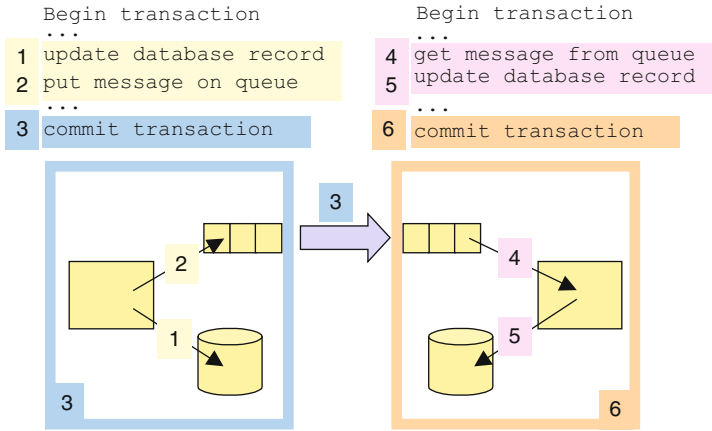 Begin transaction
...
1 update database record
2 put message on queue
...
3 commit transaction
Begin transaction
...
4 get message from queue
5 update database record
...
6 commit transaction
3
2
1
3
4
5
6